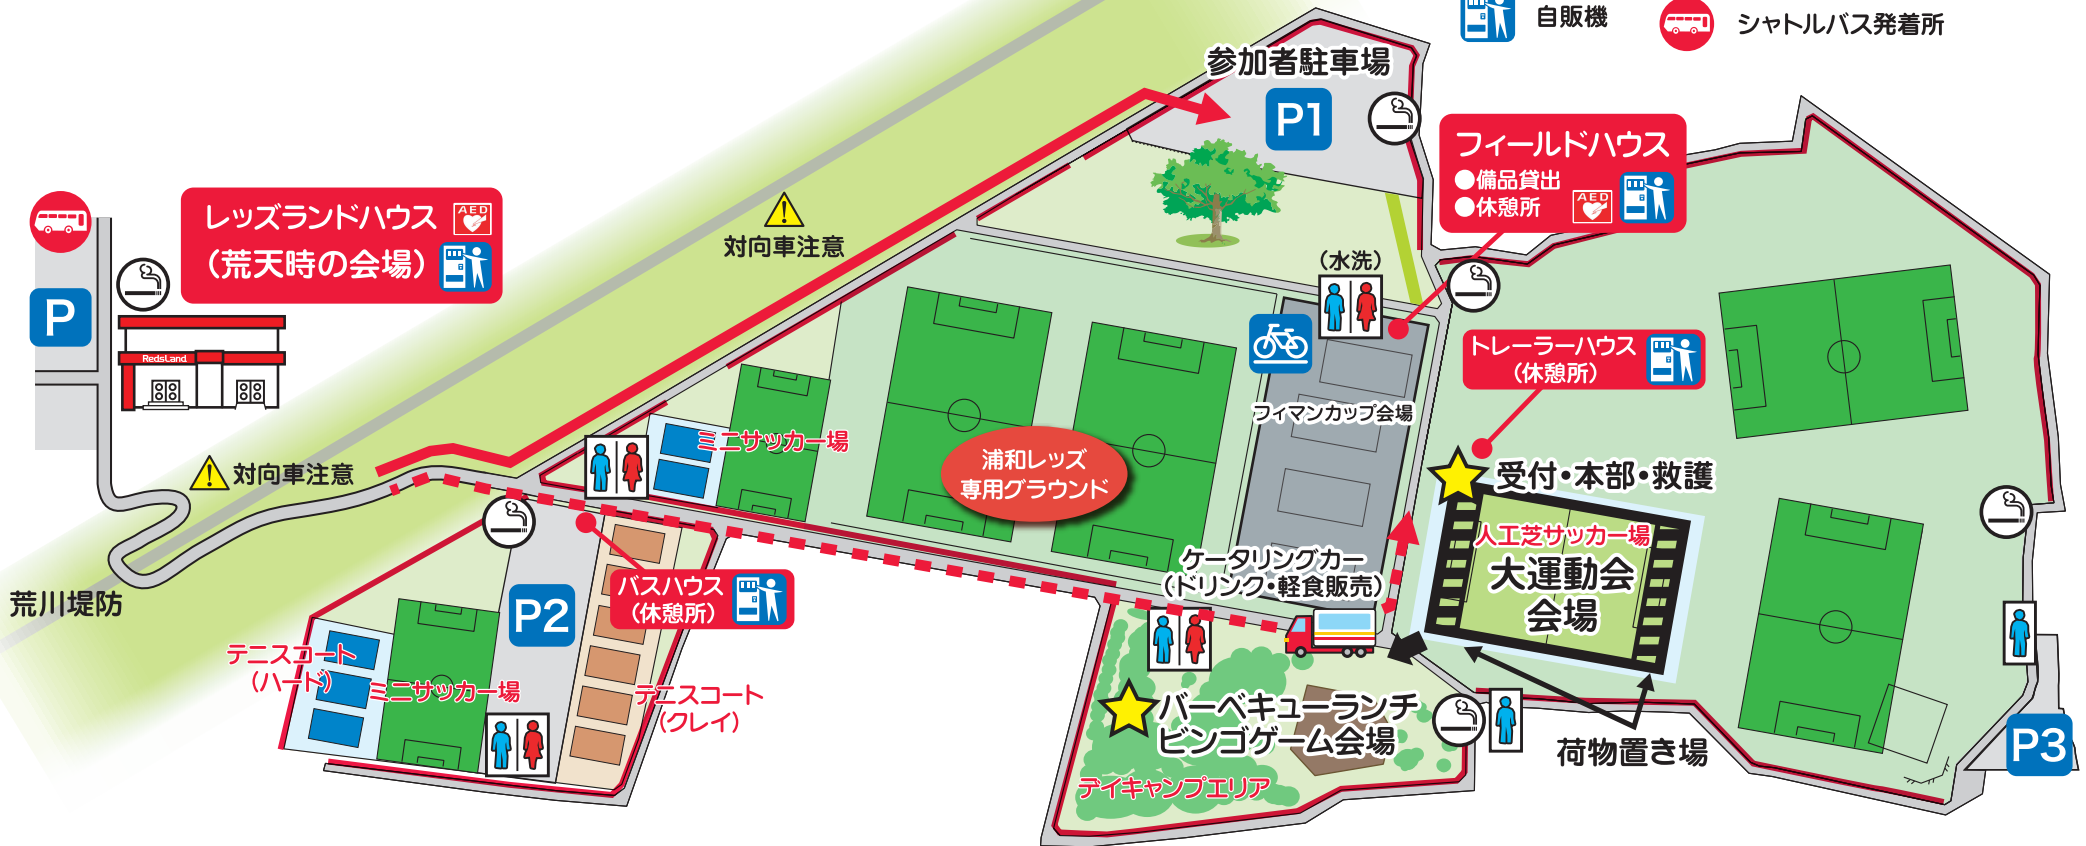 自販機
シャトルバス発着所
参加者駐車場
P1
フィールドハウス
●備品貸出
●休憩所
AED
レッズランドハウス
AED
（荒天時の会場）
対向車注意
（水洗）
P
RedsLand
トレーラーハウス
（休憩所）
フィマンカップ会場
ミニサッカー場
浦和レッズ
専用グラウンド
対向車注意
受付・本部・救護
人工芝サッカー場
大運動会
会場
ケータリングカー
（ドリンク・軽食販売）
バスハウス
（休憩所）
P2
荒川堤防
テニスコート
（ハード）
ミニサッカー場
テニスコート
（クレイ）
バーベキューランチ
ビンゴゲーム会場
デイキャンプエリア
荷物置き場
P3